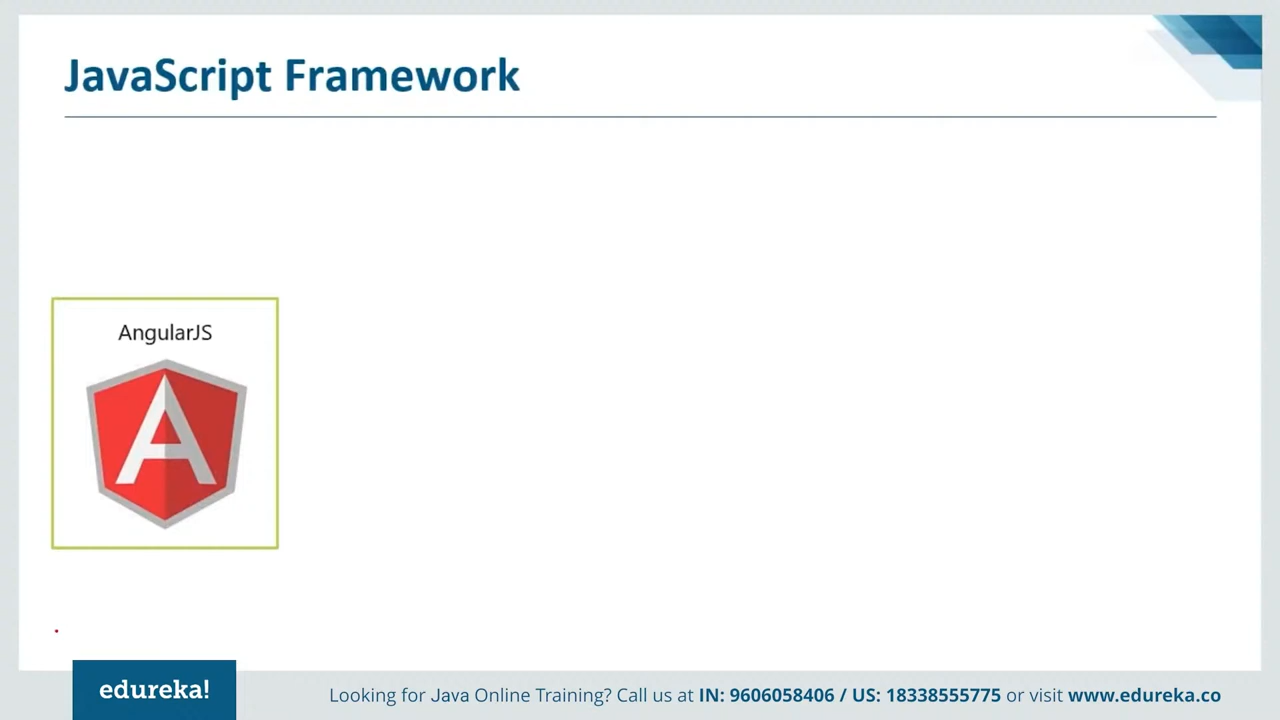 JavaScript Framework
AngularJS
A
edureka!
Looking for Java Online Training? Call us at IN: 9606058406 / US: 18338555775 or visit www.edureka.co